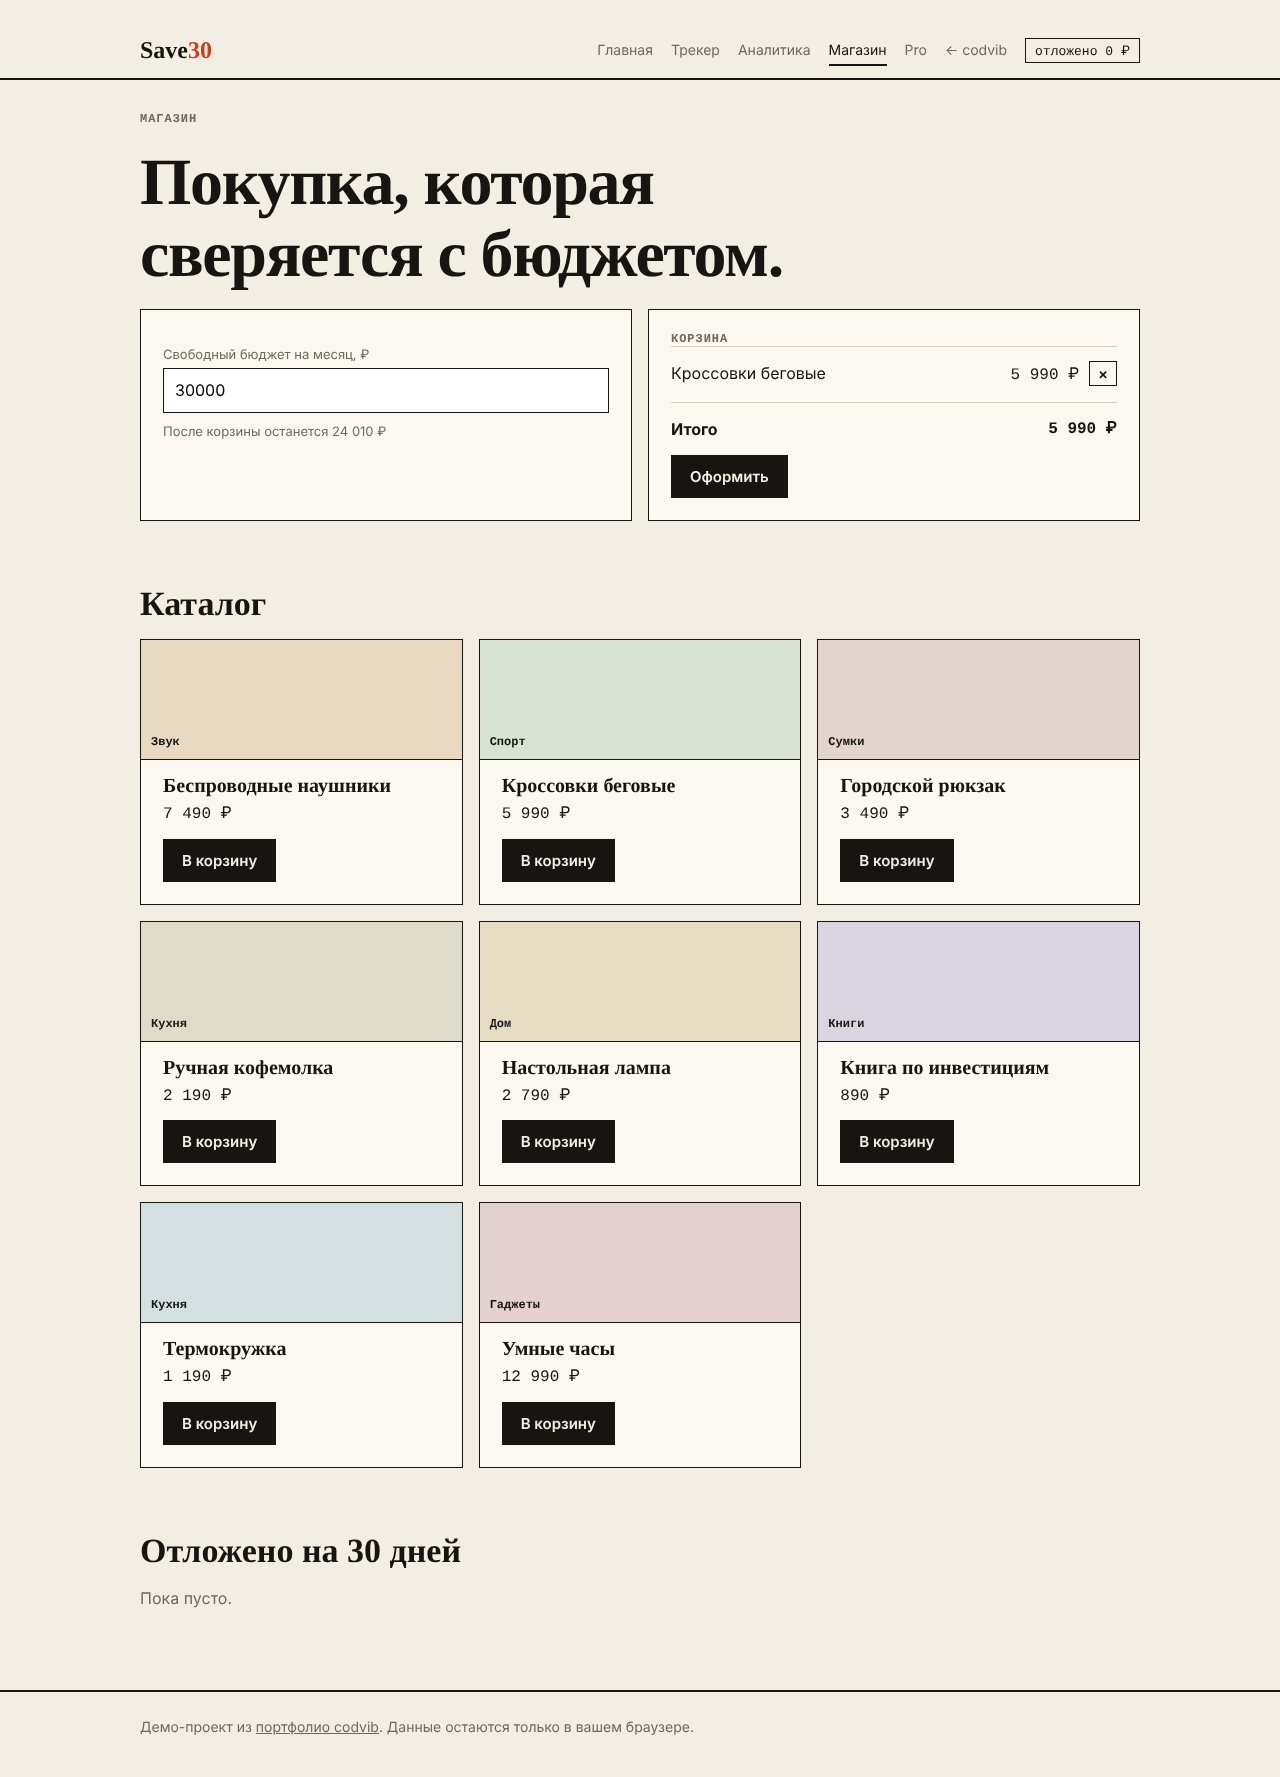 Save30
Главная Трекер Аналитика Магазин Pro ← codvib отложено 0 ₽
МАГАЗИН
Покупка, которая
сверяется с бюджетом.
Свободный бюджет на месяц, ₽
30000
После корзины останется 24 010 ₽
КОРЗИНА
Кроссовки беговые 5 990 ₽ ×
Итого 5 990 ₽
Оформить
Каталог
Звук
Беспроводные наушники
7 490 ₽
В корзину
Спорт
Кроссовки беговые
5 990 ₽
В корзину
Сумки
Городской рюкзак
3 490 ₽
В корзину
Кухня
Ручная кофемолка
2 190 ₽
В корзину
Дом
Настольная лампа
2 790 ₽
В корзину
Книги
Книга по инвестициям
890 ₽
В корзину
Кухня
Термокружка
1 190 ₽
В корзину
Гаджеты
Умные часы
12 990 ₽
В корзину
Отложено на 30 дней
Пока пусто.
Демо-проект из портфолио codvib. Данные остаются только в вашем браузере.